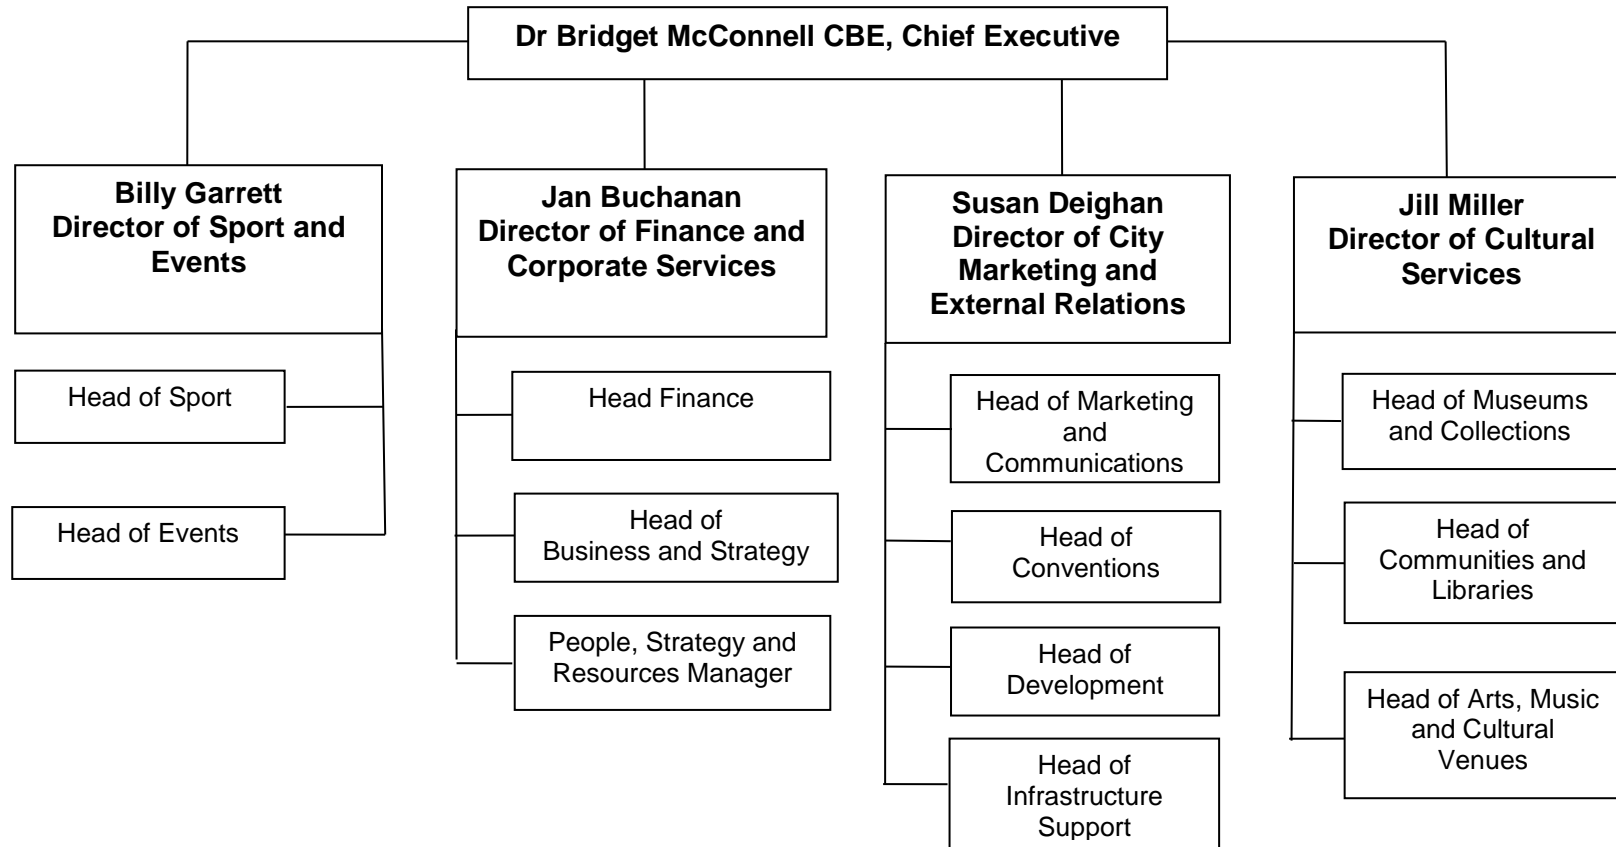 Dr Bridget McConnell CBE, Chief Executive
Billy Garrett
Director of Sport and
Events
Head of Sport
Head of Events
Jan Buchanan
Director of Finance and
Corporate Services
Head Finance
Head of
Business and Strategy
People, Strategy and
Resources Manager
Susan Deighan
Director of City
Marketing and
External Relations
Head of Marketing
and
Communications
Head of
Conventions
Head of
Development
Head of
Infrastructure
Support
Jill Miller
Director of Cultural
Services
Head of Museums
and Collections
Head of
Communities and
Libraries
Head of Arts, Music
and Cultural
Venues